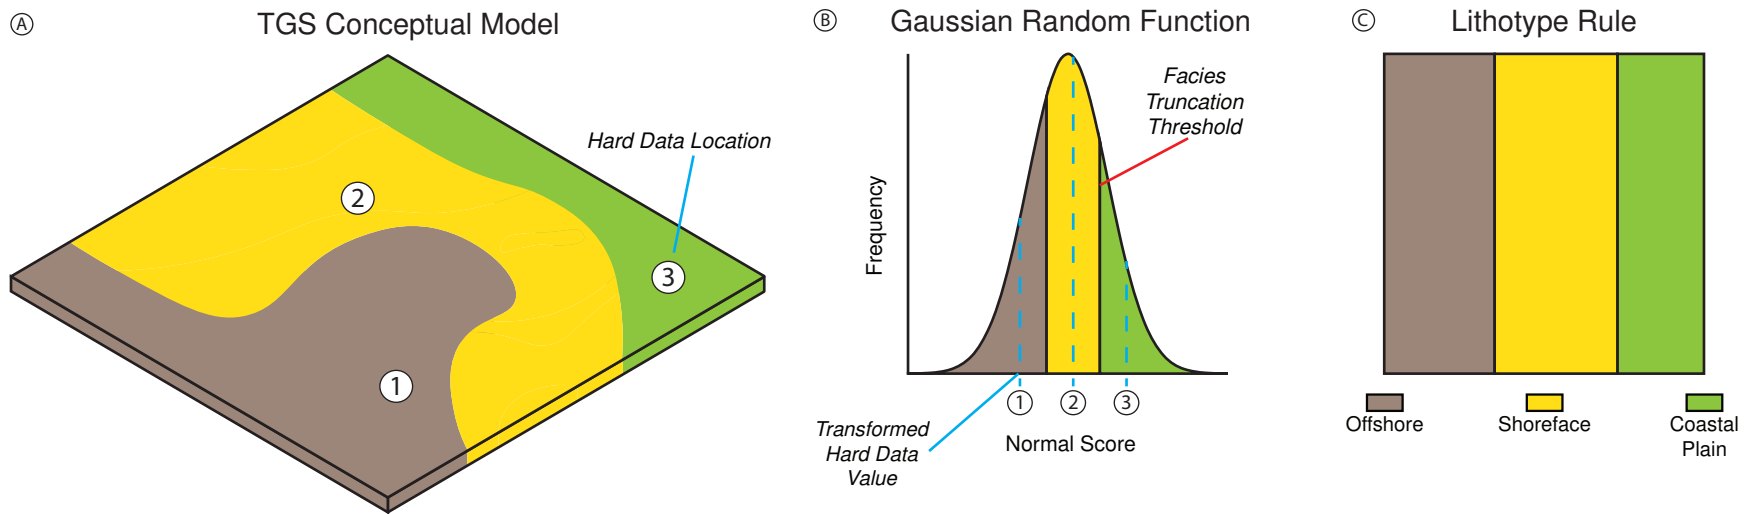 Ⓐ TGS Conceptual Model
Hard Data Location
①
②
③
Ⓑ Gaussian Random Function
Frequency
Facies
Truncation
Threshold
① ② ③
Normal Score
Transformed
Hard Data
Value
Ⓒ Lithotype Rule
Offshore
Shoreface
Coastal
Plain